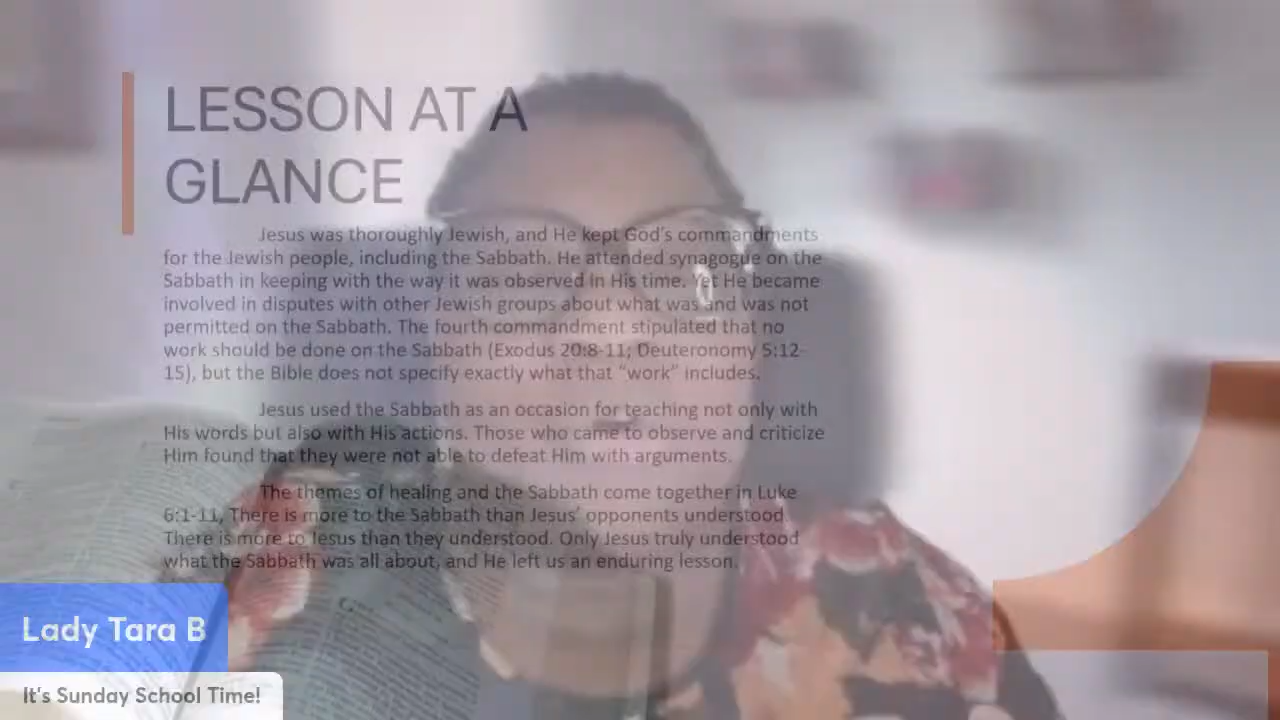 LESSON AT A
GLANCE
Jesus was thoroughly Jewish, and He kept God's commandments
for the Jewish people, including the Sabbath. He attended synagogue on the
Sabbath in keeping with the way it was observed in His time. Yet He became
involved in disputes with other Jewish groups about what was and was not
permitted on the Sabbath. The fourth commandment stipulated that no
work should be done on the Sabbath (Exodus 20:8-11; Deuteronomy 5:12-
15), but the Bible does not specify exactly what that “work” includes.
Jesus used the Sabbath as an occasion for teaching not only with
His words but also with His actions. Those who came to observe and criticize
Him found that they were not able to defeat Him with arguments.
The themes of healing and the Sabbath come together in Luke
6:1-11, There is more to the Sabbath than Jesus' opponents understood.
There is more to Jesus than they understood. Only Jesus truly understood
what the Sabbath was all about, and He left us an enduring lesson.
Lady Tara B
It's Sunday School Time!